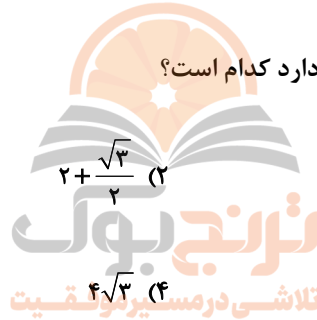 دارد کدام است؟
۲) ۲+√۳/۲
۴) ۴√۳
ترنج بوک
تلاشی در مسیر موفقیت